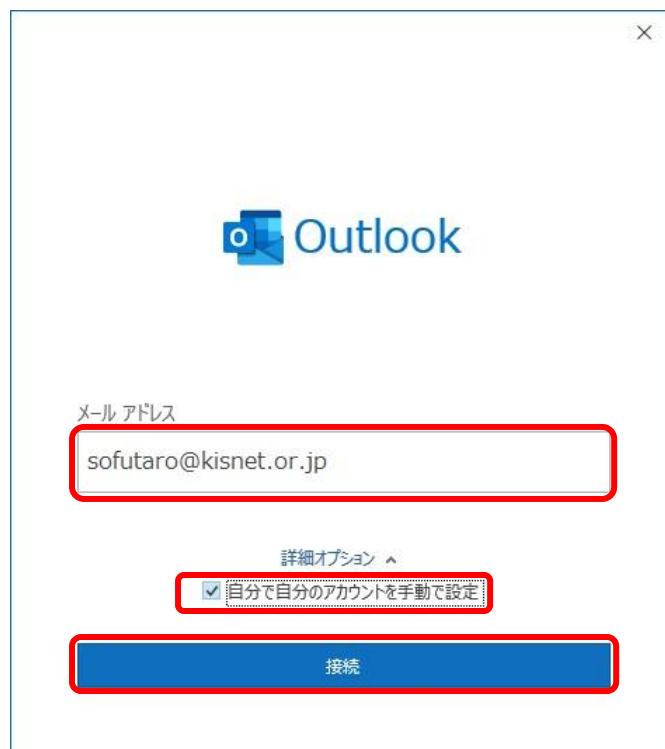 Outlook
メール アドレス
sofutaro@kisnet.or.jp
詳細オプション
自分で自分のアカウントを手動で設定
接続